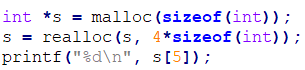 int *s = malloc(sizeof(int));
s = realloc(s, 4*sizeof(int));
printf("%d\n", s[5]);